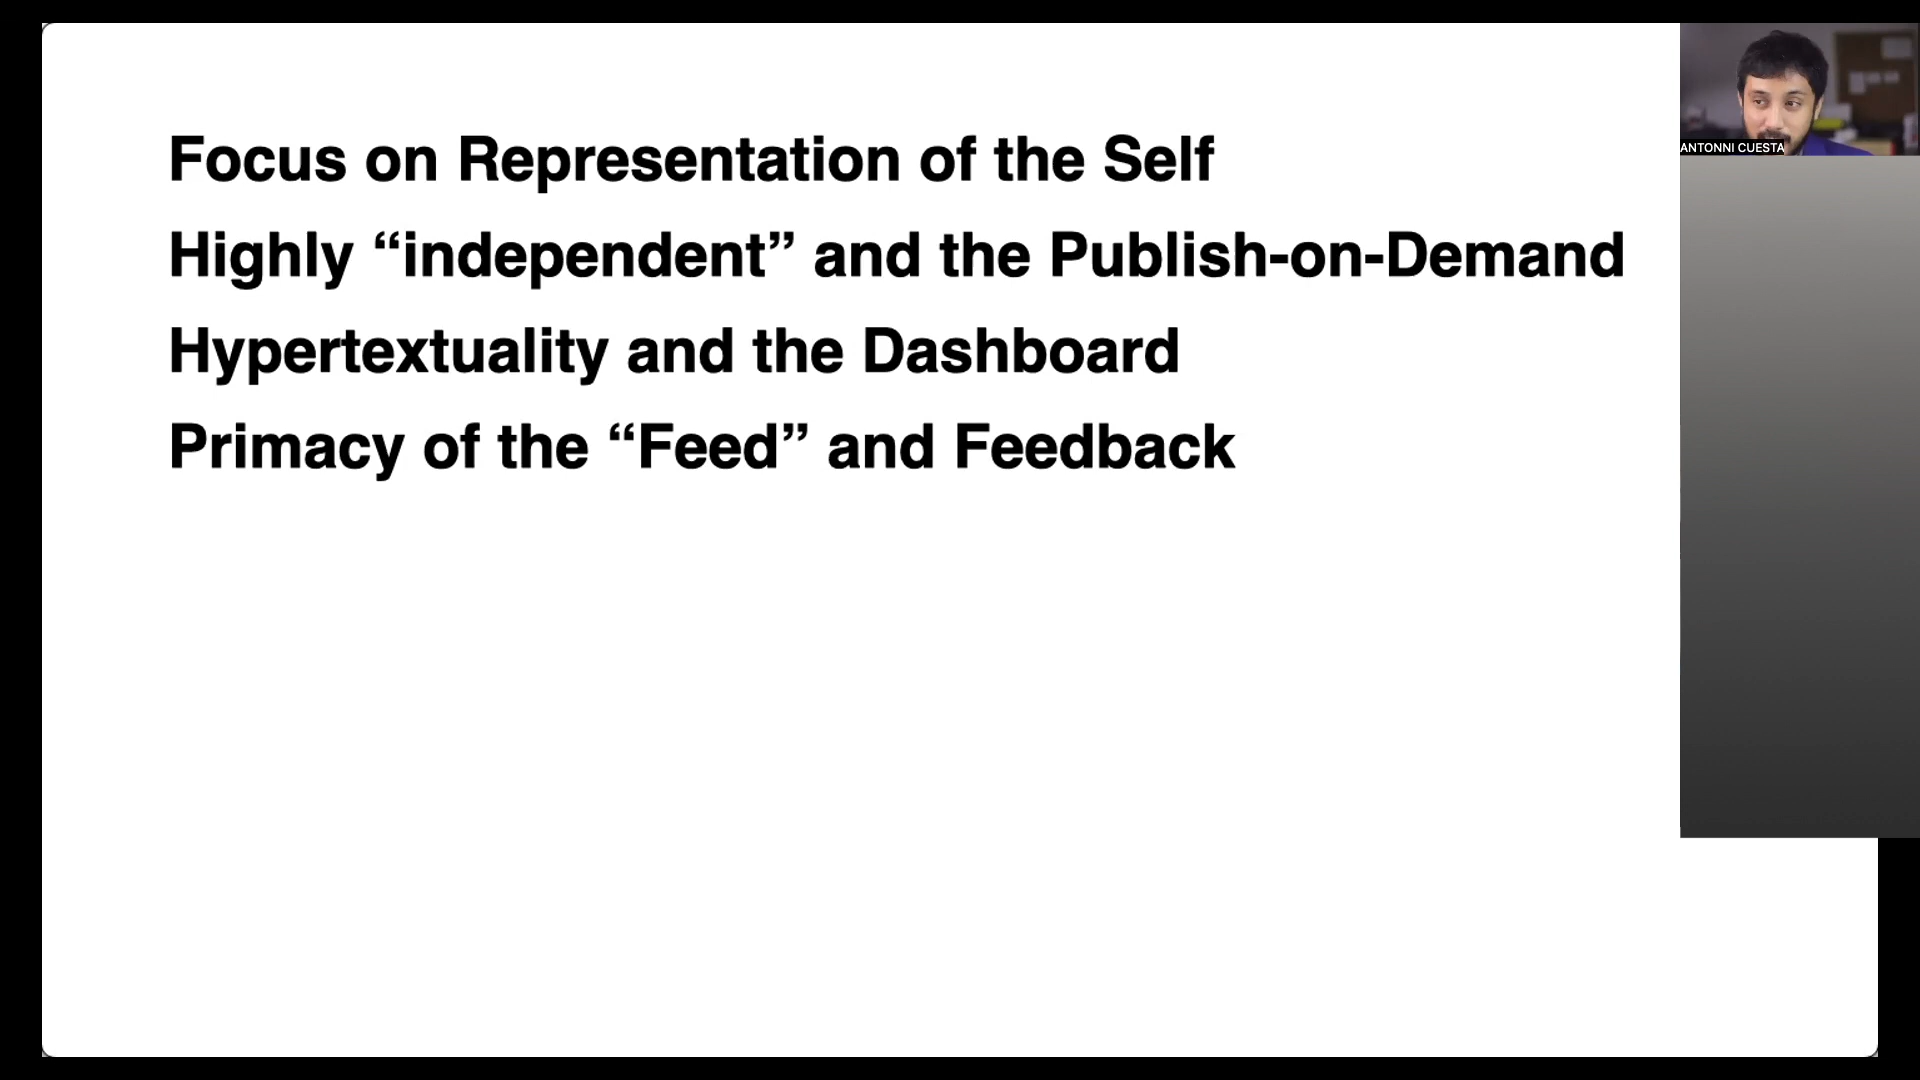 Focus on Representation of the Self
Highly “independent” and the Publish-on-Demand
Hypertextuality and the Dashboard
Primacy of the “Feed” and Feedback
ANTONNI CUESTA